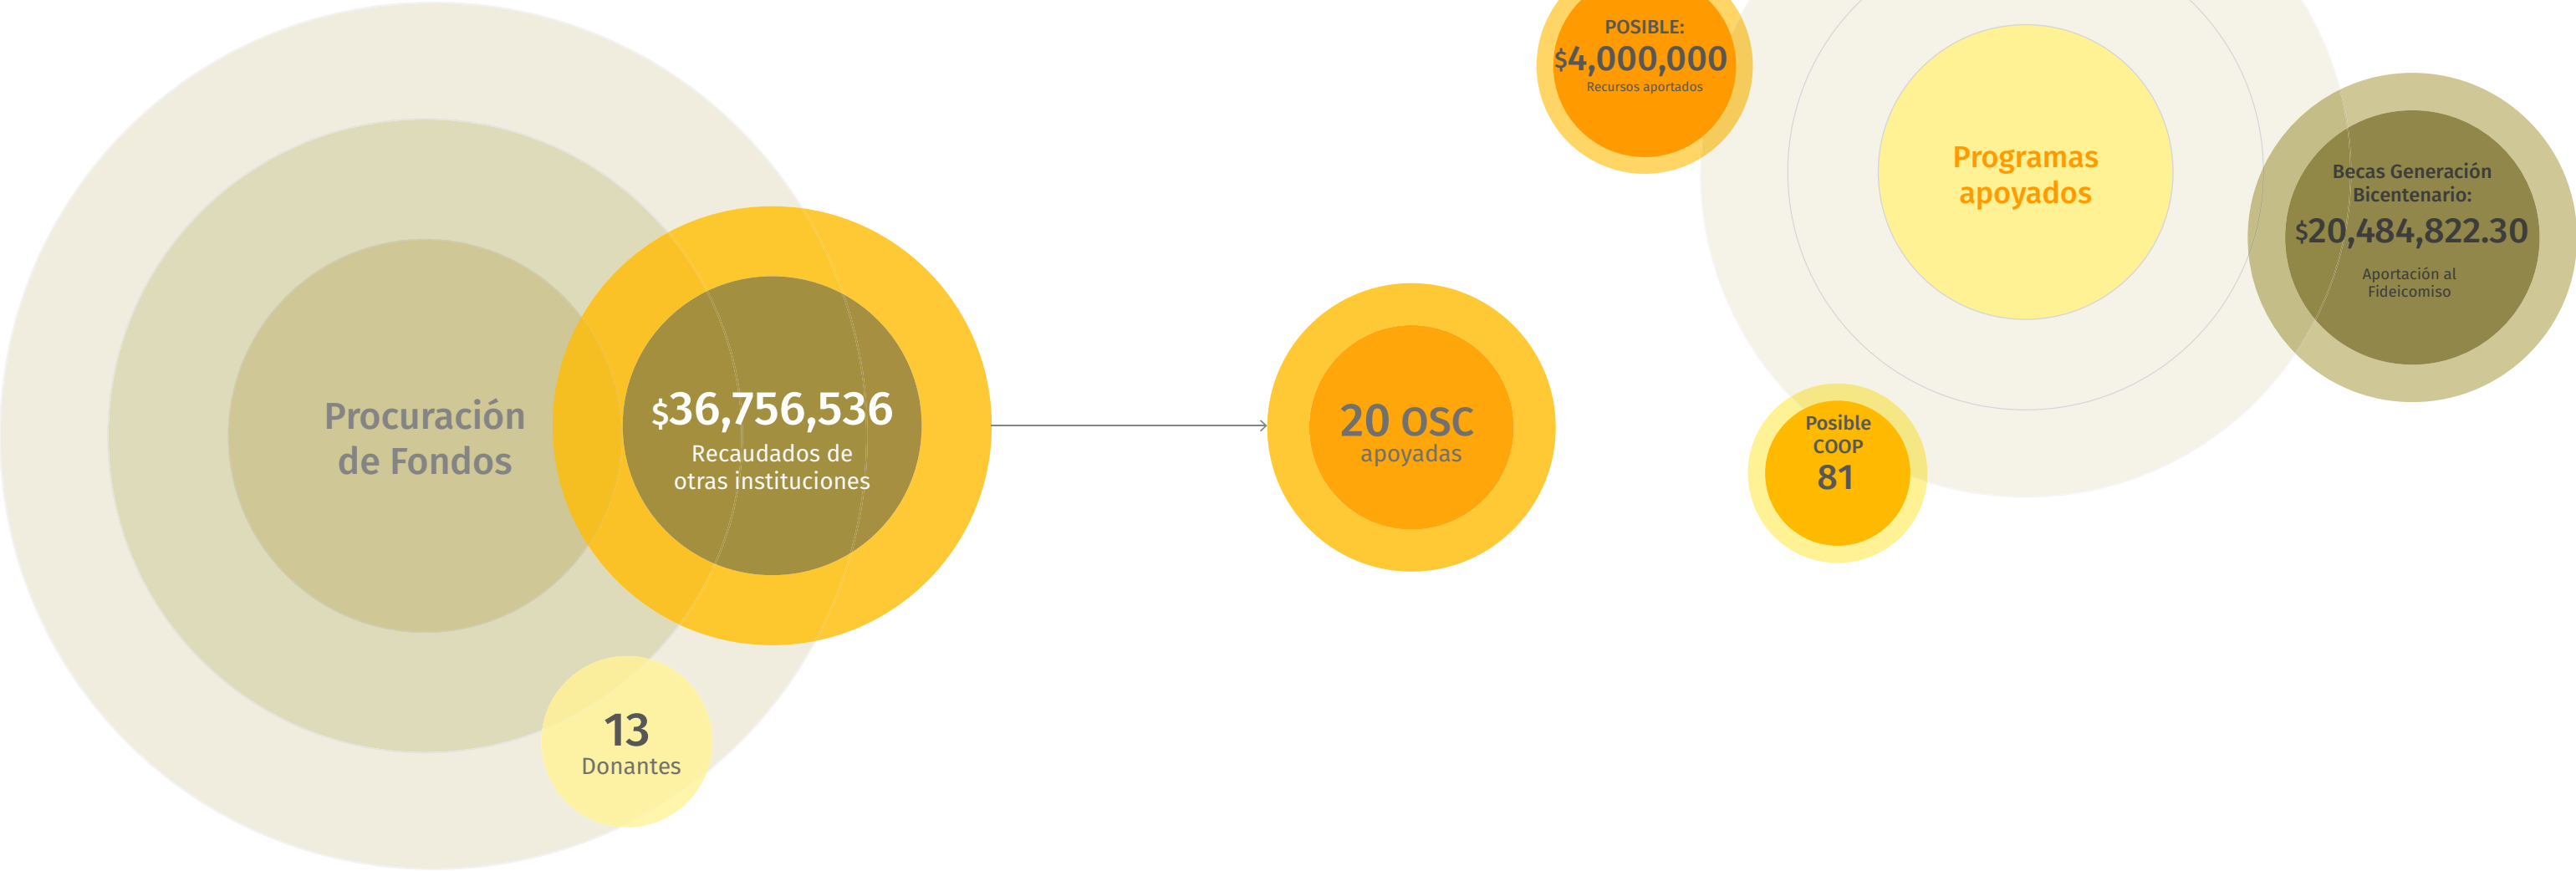 Procuración
de Fondos
$36,756,536
Recaudados de
otras instituciones
13
Donantes
20 OSC
apoyadas
POSIBLE:
$4,000,000
Recursos aportados
Programas
apoyados
Becas Generación
Bicentenario:
$20,484,822.30
Aportación al
Fideicomiso
Posible
COOP
81